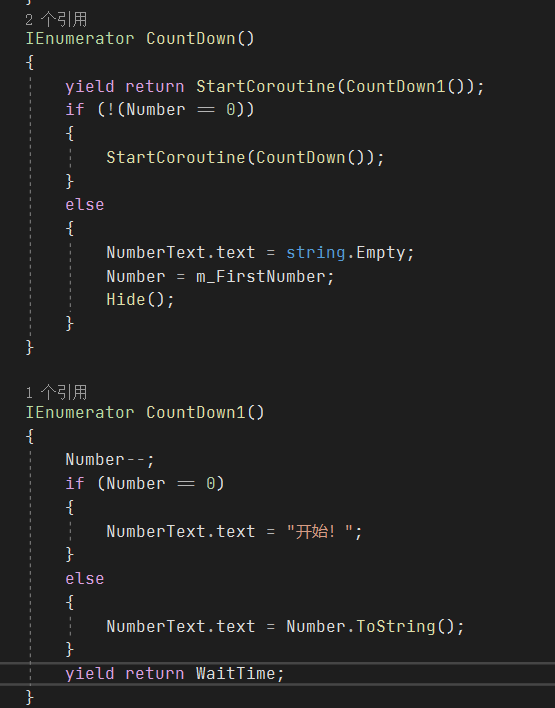 }
2 个引用
IEnumerator CountDown()
{
yield return StartCoroutine(CountDown1());
if (!(Number == 0))
{
StartCoroutine(CountDown());
}
else
{
NumberText.text = string.Empty;
Number = m_FirstNumber;
Hide();
}
}
1 个引用
IEnumerator CountDown1()
{
Number--;
if (Number == 0)
{
NumberText.text = "开始！";
}
else
{
NumberText.text = Number.ToString();
}
yield return WaitTime;
}